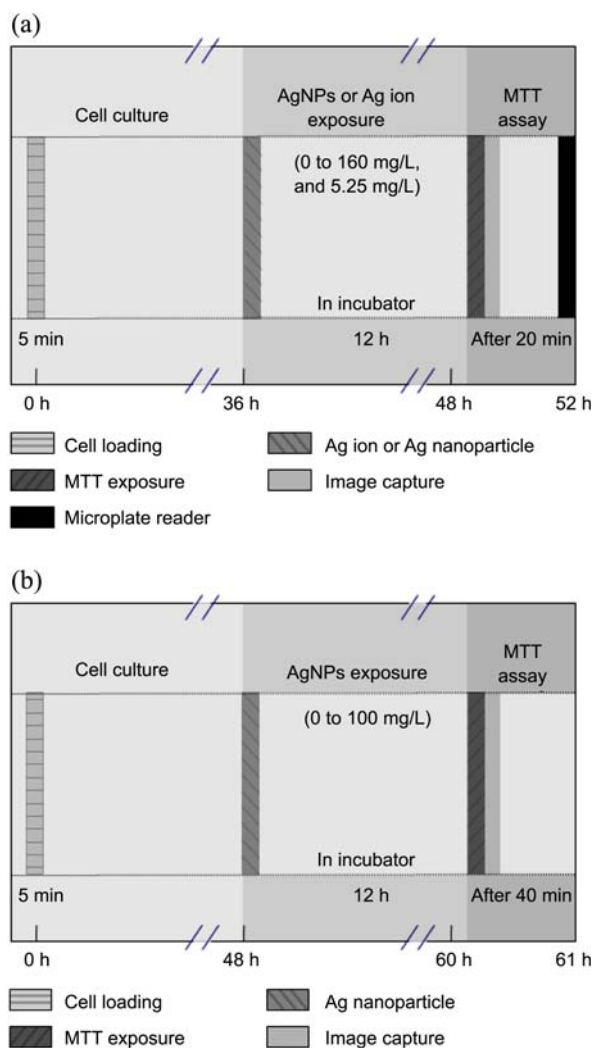 (a)
Cell culture
AgNPs or Ag ion
exposure
MTT
assay
(0 to 160 mg/L,
and 5.25 mg/L)
In incubator
5 min
12 h
After 20 min
0 h
36 h
48 h
52 h
Cell loading
Ag ion or Ag nanoparticle
MTT exposure
Image capture
Microplate reader
(b)
Cell culture
AgNPs exposure
MTT
assay
(0 to 100 mg/L)
In incubator
5 min
12 h
After 40 min
0 h
48 h
60 h
61 h
Cell loading
Ag nanoparticle
MTT exposure
Image capture